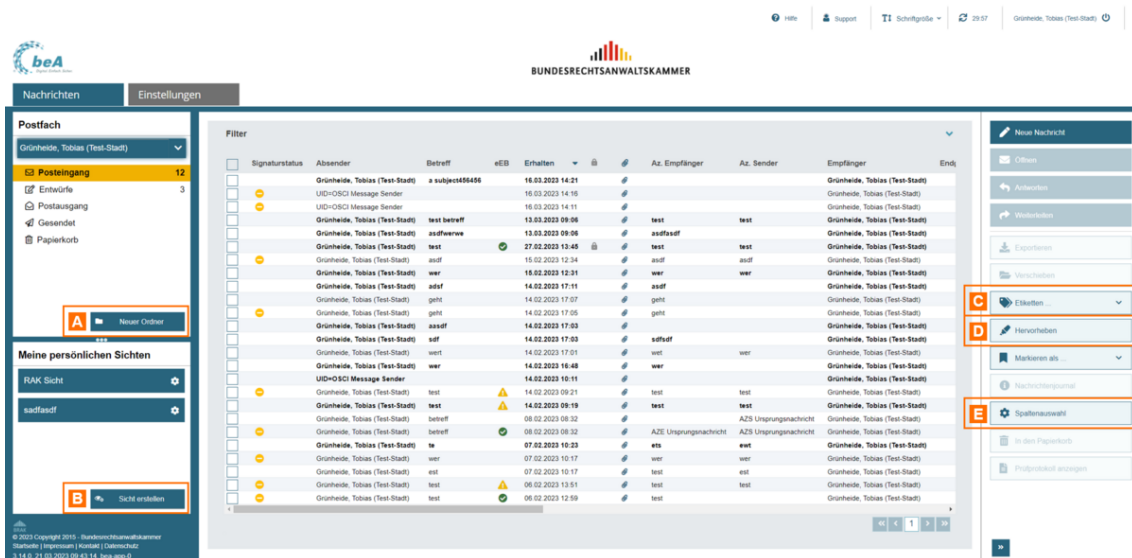 Hilfe Support Schriftgröße 29:57 Grünheide, Tobias (Test-Stadt)
beA
BUNDESRECHTSANWALTSKAMMER
Nachrichten Einstellungen
Postfach
Grünheide, Tobias (Test-Stadt)
Posteingang 12
Entwürfe 3
Postausgang
Gesendet
Papierkorb
A Neuer Ordner
Meine persönlichen Sichten
RAK Sicht
sadfasdf
B Sicht erstellen
BRAK
© 2023 Copyright 2015 - Bundesrechtsanwaltskammer
Startseite | Impressum | Kontakt | Datenschutz
3.14.0, 21.03.2023 09:43:14, bea-app-0
Filter
Signaturstatus Absender Betreff eEB Erhalten Az. Empfänger Az. Sender Empfänger Endg
Grünheide, Tobias (Test-Stadt) a subject456456 16.03.2023 14:21 Grünheide, Tobias (Test-Stadt)
UID=OSCI Message Sender 16.03.2023 14:16 Grünheide, Tobias (Test-Stadt)
UID=OSCI Message Sender 16.03.2023 14:11 Grünheide, Tobias (Test-Stadt)
Grünheide, Tobias (Test-Stadt) test betreff 13.03.2023 09:06 test test Grünheide, Tobias (Test-Stadt)
Grünheide, Tobias (Test-Stadt) asdfwerwe 13.03.2023 09:06 asdfasdf Grünheide, Tobias (Test-Stadt)
Grünheide, Tobias (Test-Stadt) test 27.02.2023 13:45 test test Grünheide, Tobias (Test-Stadt)
Grünheide, Tobias (Test-Stadt) asdf 15.02.2023 12:34 asdf asdf Grünheide, Tobias (Test-Stadt)
Grünheide, Tobias (Test-Stadt) wer 15.02.2023 12:31 wer wer Grünheide, Tobias (Test-Stadt)
Grünheide, Tobias (Test-Stadt) adsf 14.02.2023 17:11 asdf Grünheide, Tobias (Test-Stadt)
Grünheide, Tobias (Test-Stadt) geht 14.02.2023 17:07 geht Grünheide, Tobias (Test-Stadt)
Grünheide, Tobias (Test-Stadt) geht 14.02.2023 17:05 geht Grünheide, Tobias (Test-Stadt)
Grünheide, Tobias (Test-Stadt) aasdf 14.02.2023 17:03 Grünheide, Tobias (Test-Stadt)
Grünheide, Tobias (Test-Stadt) sdf 14.02.2023 17:03 sdfsdf Grünheide, Tobias (Test-Stadt)
Grünheide, Tobias (Test-Stadt) wert 14.02.2023 17:01 wet wer Grünheide, Tobias (Test-Stadt)
Grünheide, Tobias (Test-Stadt) wer 14.02.2023 16:48 wer Grünheide, Tobias (Test-Stadt)
UID=OSCI Message Sender 14.02.2023 10:11 Grünheide, Tobias (Test-Stadt)
Grünheide, Tobias (Test-Stadt) test 14.02.2023 09:21 test test Grünheide, Tobias (Test-Stadt)
Grünheide, Tobias (Test-Stadt) test 14.02.2023 09:19 test test Grünheide, Tobias (Test-Stadt)
Grünheide, Tobias (Test-Stadt) betreff 08.02.2023 08:32 AZS Ursprungsnachricht Grünheide, Tobias (Test-Stadt)
Grünheide, Tobias (Test-Stadt) betreff 08.02.2023 08:32 AZE Ursprungsnachricht AZS Ursprungsnachricht Grünheide, Tobias (Test-Stadt)
Grünheide, Tobias (Test-Stadt) te 07.02.2023 10:23 ets ewt Grünheide, Tobias (Test-Stadt)
Grünheide, Tobias (Test-Stadt) wer 07.02.2023 10:17 wer wer Grünheide, Tobias (Test-Stadt)
Grünheide, Tobias (Test-Stadt) est 07.02.2023 10:17 test est Grünheide, Tobias (Test-Stadt)
Grünheide, Tobias (Test-Stadt) test 06.02.2023 13:51 test test Grünheide, Tobias (Test-Stadt)
Grünheide, Tobias (Test-Stadt) test 06.02.2023 12:59 test Grünheide, Tobias (Test-Stadt)
1
Neue Nachricht
Öffnen
Antworten
Weiterleiten
Exportieren
Verschieben
C Etiketten ...
D Hervorheben
Markieren als ...
Nachrichtenjournal
E Spaltenauswahl
In den Papierkorb
Prüfprotokoll anzeigen